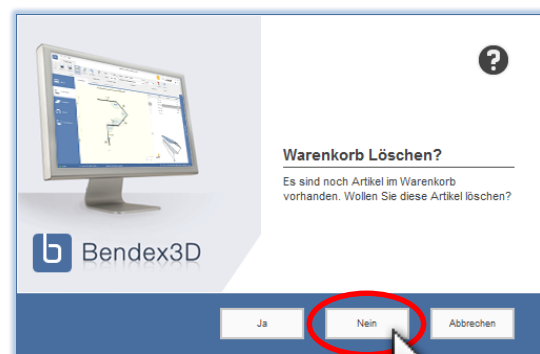 ?
Warenkorb Löschen?
Es sind noch Artikel im Warenkorb
vorhanden. Wollen Sie diese Artikel löschen?
b Bendex3D
Ja
Nein
Abbrechen